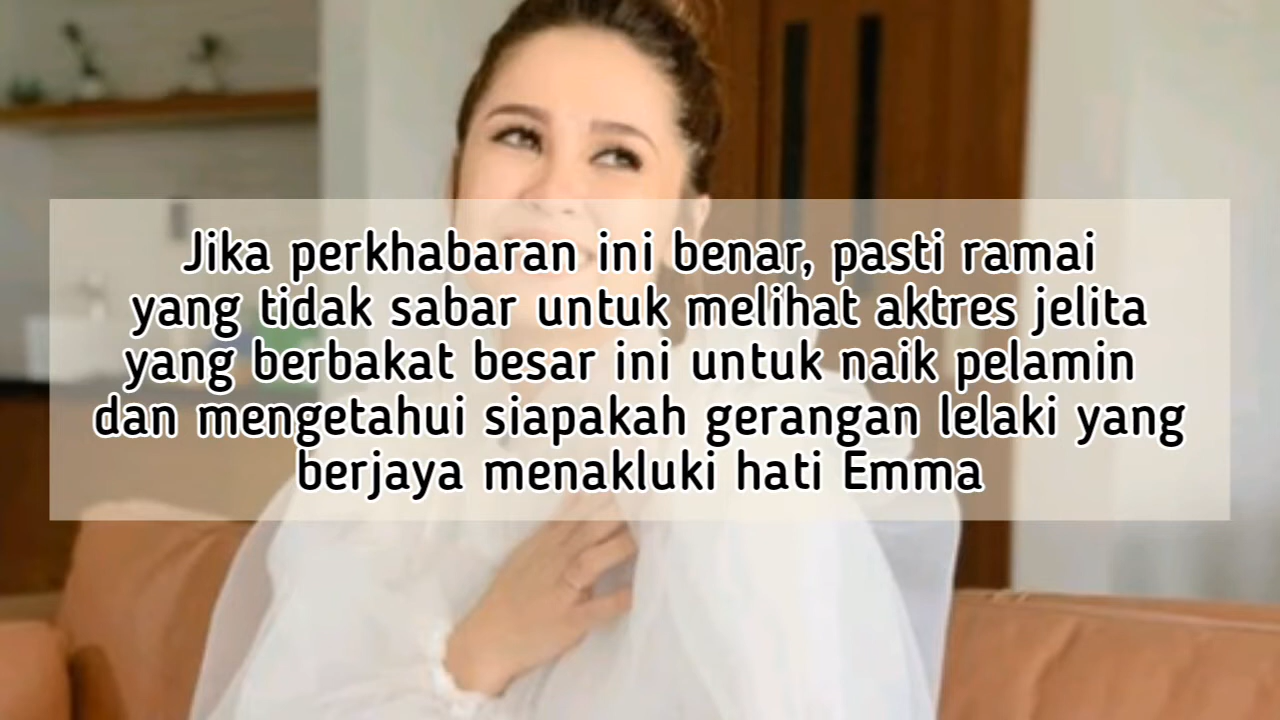 Jika perkhabaran ini benar, pasti ramai
yang tidak sabar untuk melihat aktres jelita
yang berbakat besar ini untuk naik pelamin
dan mengetahui siapakah gerangan lelaki yang
berjaya menakluki hati Emma